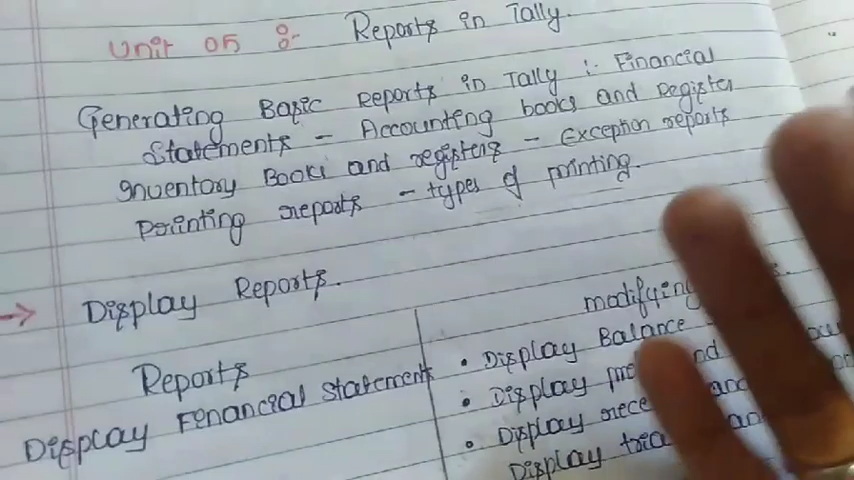 Unit 05 :- Reports in Tally.
Generating Basic Reports in Tally :- Financial
Statements - Accounting books and Register
Inventory Books and registers - Exception reports
Printing reports - types of printing.
→ Display Reports.
Reports
modifying
Display Financial Statement
• Display Balance
• Display
• Display
Display